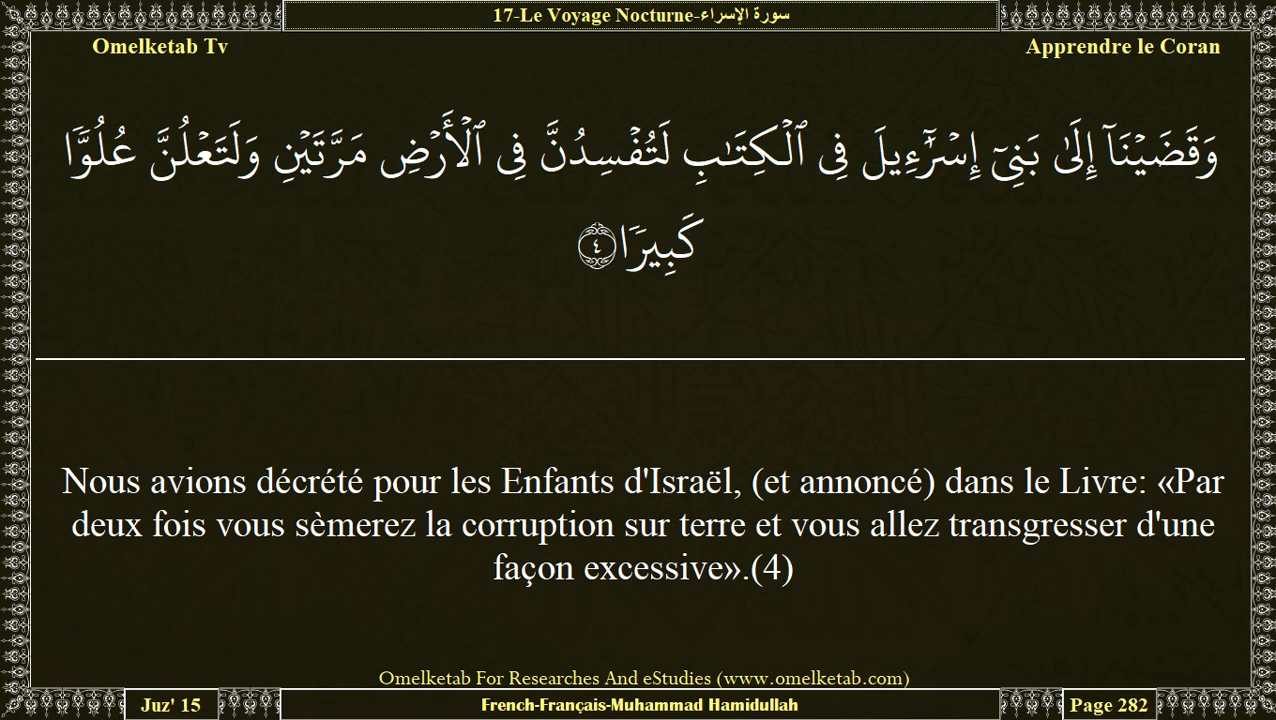 17-Le Voyage Nocturne-سورة الإسراء
Omelketab Tv
Apprendre le Coran
وَقَضَيْنَآ إِلَىٰ بَنِىٓ إِسْرَٰٓءِيلَ فِى ٱلْكِتَـٰبِ لَتُفْسِدُنَّ فِى ٱلْأَرْضِ مَرَّتَيْنِ وَلَتَعْلُنَّ عُلُوًّا
كَبِيرًا ٤
Nous avions décrété pour les Enfants d'Israël, (et annoncé) dans le Livre: «Par
deux fois vous sèmerez la corruption sur terre et vous allez transgresser d'une
façon excessive».(4)
Omelketab For Researches And eStudies (www.omelketab.com)
Juz' 15
French-Français-Muhammad Hamidullah
Page 282